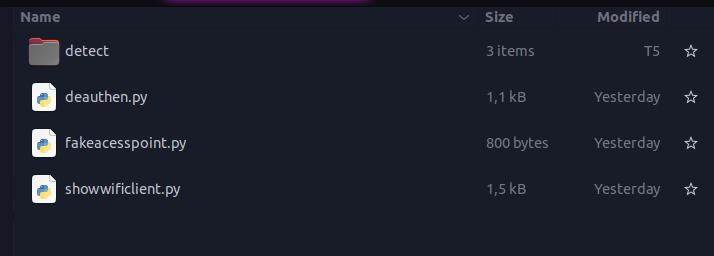 Name Size Modified
detect 3 items T5
deauthen.py 1,1 kB Yesterday
fakeacesspoint.py 800 bytes Yesterday
showwificlient.py 1,5 kB Yesterday